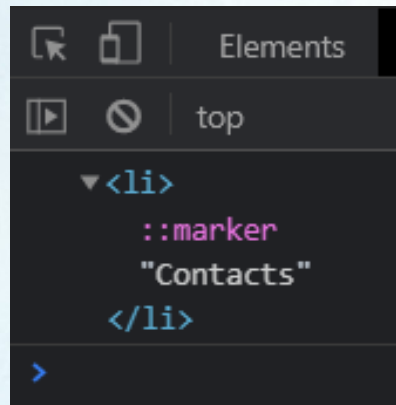 Elements
top
<li>
::marker
"Contacts"
</li>
>